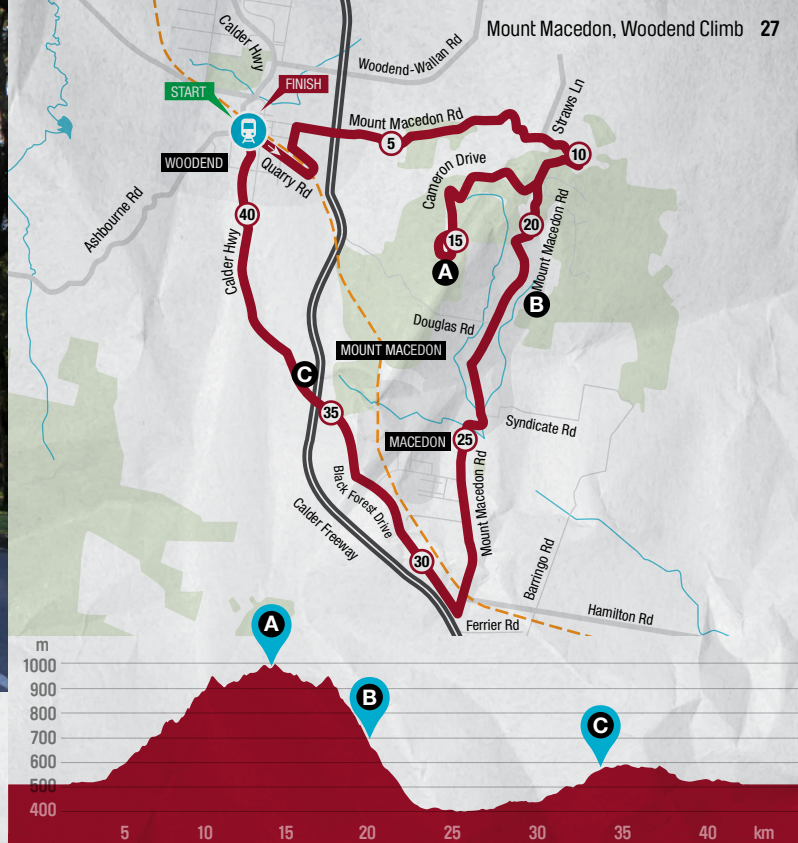 Mount Macedon, Woodend Climb 27
Calder Hwy
Woodend-Wallan Rd
START
FINISH
Mount Macedon Rd
Straws Ln
5
10
WOODEND
Quarry Rd
Cameron Drive
Ashbourne Rd
40
Calder Hwy
15
20
Mount Macedon Rd
A
B
Douglas Rd
MOUNT MACEDON
C
35
MACEDON
25
Syndicate Rd
Black Forest Drive
Mount Macedon Rd
Calder Freeway
30
Barringo Rd
Hamilton Rd
Ferrier Rd
A
m
1000
900
B
800
C
700
600
500
400
5 10 15 20 25 30 35 40 km